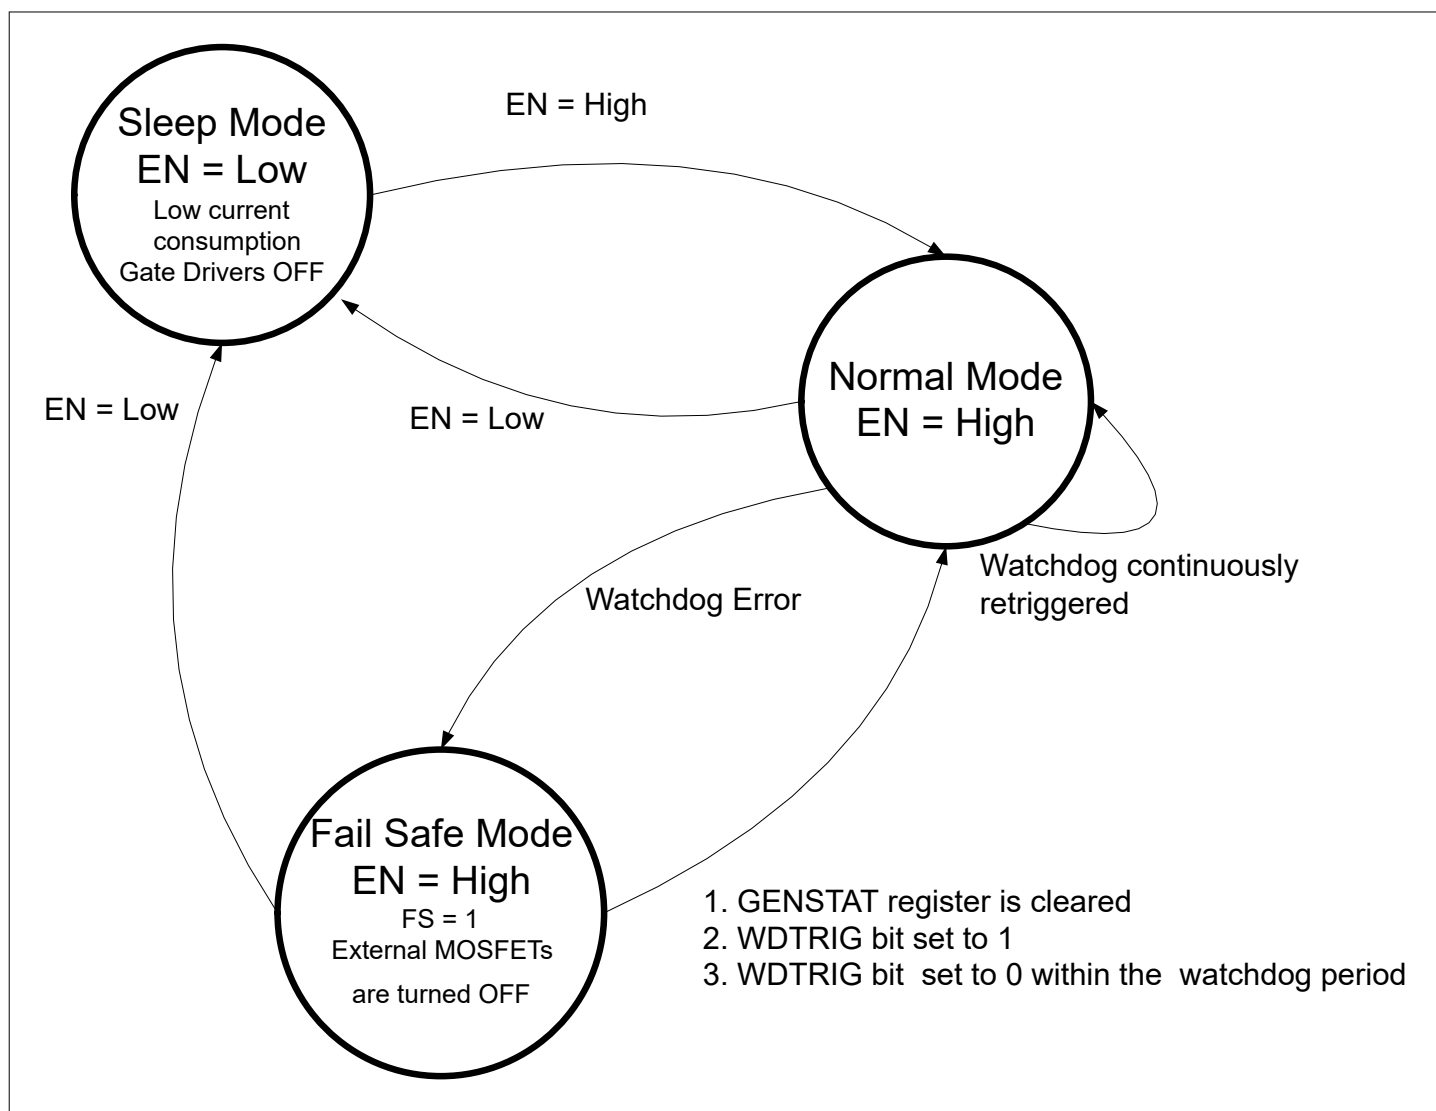 Sleep Mode
EN = Low
Low current
consumption
Gate Drivers OFF
EN = High
Normal Mode
EN = High
EN = Low
EN = Low
Watchdog continuously
retriggered
Watchdog Error
Fail Safe Mode
EN = High
FS = 1
External MOSFETs
are turned OFF
1. GENSTAT register is cleared
2. WDTRIG bit set to 1
3. WDTRIG bit  set to 0 within the  watchdog period